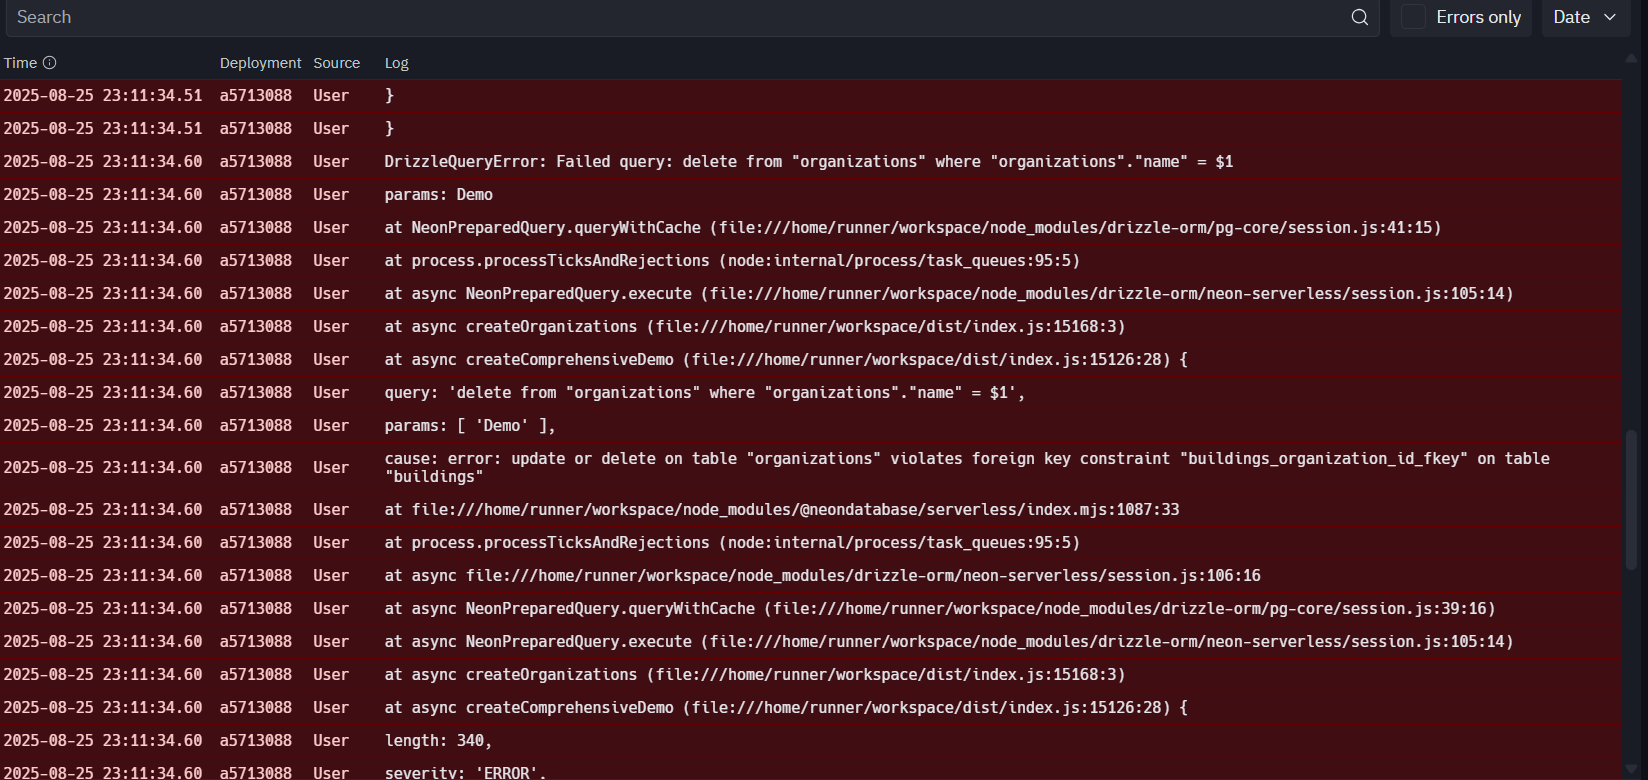 Search
Errors only
Date
Time Deployment Source Log
2025-08-25 23:11:34.51 a5713088 User }
2025-08-25 23:11:34.51 a5713088 User }
2025-08-25 23:11:34.60 a5713088 User DrizzleQueryError: Failed query: delete from "organizations" where "organizations"."name" = $1
2025-08-25 23:11:34.60 a5713088 User params: Demo
2025-08-25 23:11:34.60 a5713088 User at NeonPreparedQuery.queryWithCache (file:///home/runner/workspace/node_modules/drizzle-orm/pg-core/session.js:41:15)
2025-08-25 23:11:34.60 a5713088 User at process.processTicksAndRejections (node:internal/process/task_queues:95:5)
2025-08-25 23:11:34.60 a5713088 User at async NeonPreparedQuery.execute (file:///home/runner/workspace/node_modules/drizzle-orm/neon-serverless/session.js:105:14)
2025-08-25 23:11:34.60 a5713088 User at async createOrganizations (file:///home/runner/workspace/dist/index.js:15168:3)
2025-08-25 23:11:34.60 a5713088 User at async createComprehensiveDemo (file:///home/runner/workspace/dist/index.js:15126:28) {
2025-08-25 23:11:34.60 a5713088 User query: 'delete from "organizations" where "organizations"."name" = $1',
2025-08-25 23:11:34.60 a5713088 User params: [ 'Demo' ],
2025-08-25 23:11:34.60 a5713088 User cause: error: update or delete on table "organizations" violates foreign key constraint "buildings_organization_id_fkey" on table
"buildings"
2025-08-25 23:11:34.60 a5713088 User at file:///home/runner/workspace/node_modules/@neondatabase/serverless/index.mjs:1087:33
2025-08-25 23:11:34.60 a5713088 User at process.processTicksAndRejections (node:internal/process/task_queues:95:5)
2025-08-25 23:11:34.60 a5713088 User at async file:///home/runner/workspace/node_modules/drizzle-orm/neon-serverless/session.js:106:16
2025-08-25 23:11:34.60 a5713088 User at async NeonPreparedQuery.queryWithCache (file:///home/runner/workspace/node_modules/drizzle-orm/pg-core/session.js:39:16)
2025-08-25 23:11:34.60 a5713088 User at async NeonPreparedQuery.execute (file:///home/runner/workspace/node_modules/drizzle-orm/neon-serverless/session.js:105:14)
2025-08-25 23:11:34.60 a5713088 User at async createOrganizations (file:///home/runner/workspace/dist/index.js:15168:3)
2025-08-25 23:11:34.60 a5713088 User at async createComprehensiveDemo (file:///home/runner/workspace/dist/index.js:15126:28) {
2025-08-25 23:11:34.60 a5713088 User length: 340,
2025-08-25 23:11:34.60 a5713088 User severity: 'ERROR',